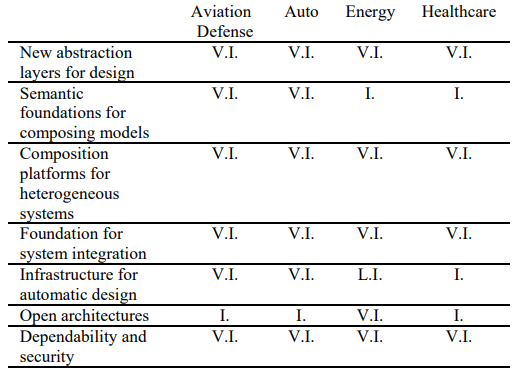 Aviation Auto Energy Healthcare
Defense
New abstraction V.I. V.I. V.I. V.I.
layers for design
Semantic V.I. V.I. I. I.
foundations for
composing models
Composition V.I. V.I. V.I. V.I.
platforms for
heterogeneous
systems
Foundation for V.I. V.I. V.I. V.I.
system integration
Infrastructure for V.I. V.I. L.I. I.
automatic design
Open architectures I. I. V.I. I.
Dependability and V.I. V.I. V.I. V.I.
security